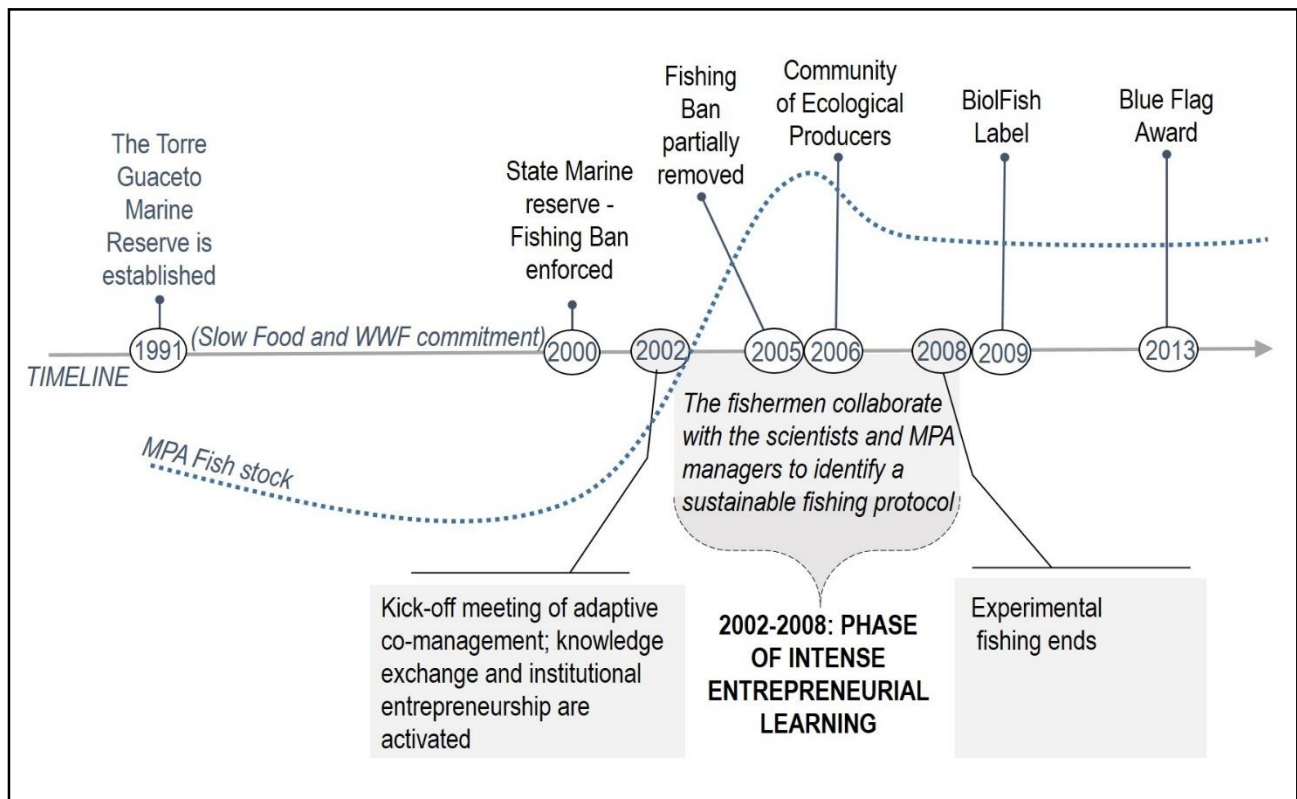 The Torre
Guaceto
Marine
Reserve is
established
State Marine
reserve -
Fishing Ban
enforced
Fishing
Ban
partially
removed
Community
of Ecological
Producers
BiolFish
Label
Blue Flag
Award
1991
(Slow Food and WWF commitment)
2000
2002
2005
2006
2008
2009
2013
TIMELINE
MPA Fish stock
The fishermen collaborate
with the scientists and MPA
managers to identify a
sustainable fishing protocol
Kick-off meeting of adaptive
co-management; knowledge
exchange and institutional
entrepreneurship are
activated
2002-2008: PHASE
OF INTENSE
ENTREPRENEURIAL
LEARNING
Experimental
fishing ends